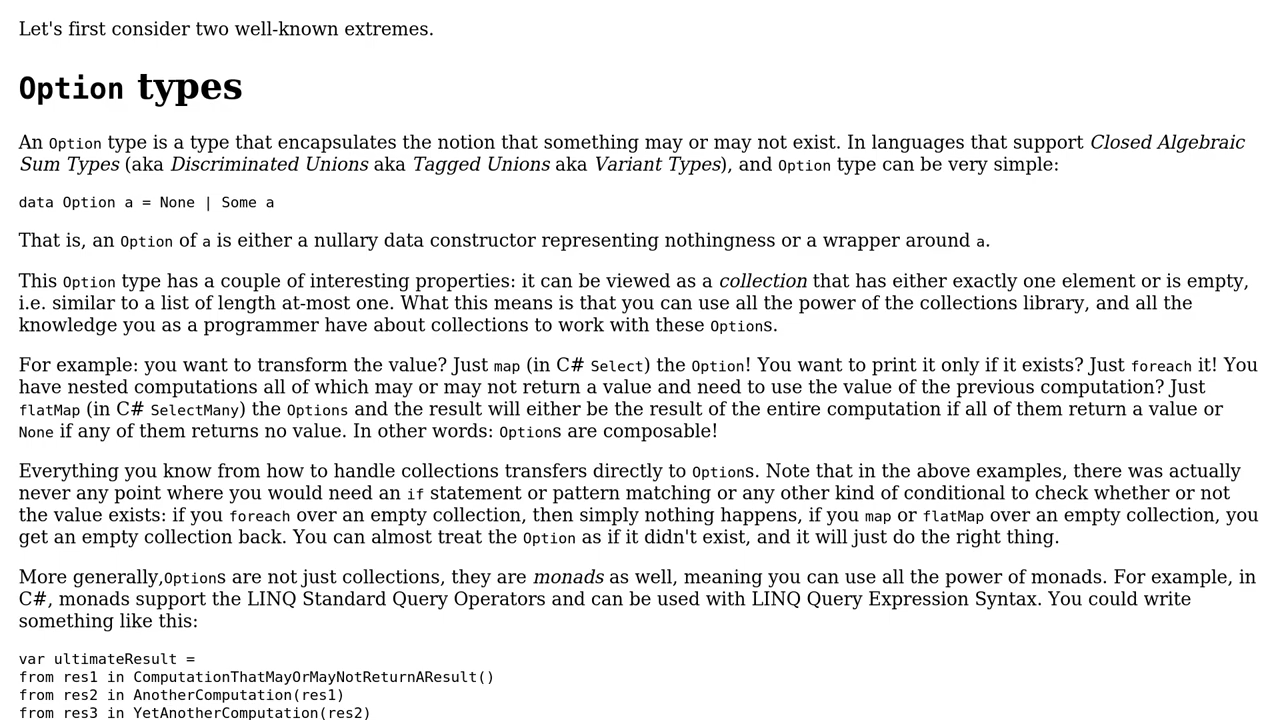 Let's first consider two well-known extremes.
Option types
An Option type is a type that encapsulates the notion that something may or may not exist. In languages that support Closed Algebraic
Sum Types (aka Discriminated Unions aka Tagged Unions aka Variant Types), and Option type can be very simple:
data Option a = None | Some a
That is, an Option of a is either a nullary data constructor representing nothingness or a wrapper around a.
This Option type has a couple of interesting properties: it can be viewed as a collection that has either exactly one element or is empty,
i.e. similar to a list of length at-most one. What this means is that you can use all the power of the collections library, and all the
knowledge you as a programmer have about collections to work with these Options.
For example: you want to transform the value? Just map (in C# Select) the Option! You want to print it only if it exists? Just foreach it! You
have nested computations all of which may or may not return a value and need to use the value of the previous computation? Just
flatMap (in C# SelectMany) the Options and the result will either be the result of the entire computation if all of them return a value or
None if any of them returns no value. In other words: Options are composable!
Everything you know from how to handle collections transfers directly to Options. Note that in the above examples, there was actually
never any point where you would need an if statement or pattern matching or any other kind of conditional to check whether or not
the value exists: if you foreach over an empty collection, then simply nothing happens, if you map or flatMap over an empty collection, you
get an empty collection back. You can almost treat the Option as if it didn't exist, and it will just do the right thing.
More generally,Options are not just collections, they are monads as well, meaning you can use all the power of monads. For example, in
C#, monads support the LINQ Standard Query Operators and can be used with LINQ Query Expression Syntax. You could write
something like this:
var ultimateResult =
from res1 in ComputationThatMayOrMayNotReturnAResult()
from res2 in AnotherComputation(res1)
from res3 in YetAnotherComputation(res2)